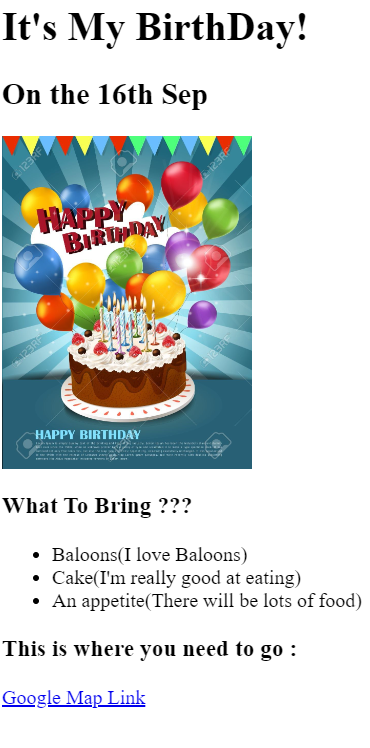 It's My BirthDay!
On the 16th Sep
HAPPY
BIRTHDAY
HAPPY BIRTHDAY
What To Bring ???
Baloons(I love Baloons)
Cake(I'm really good at eating)
An appetite(There will be lots of food)
This is where you need to go :
Google Map Link